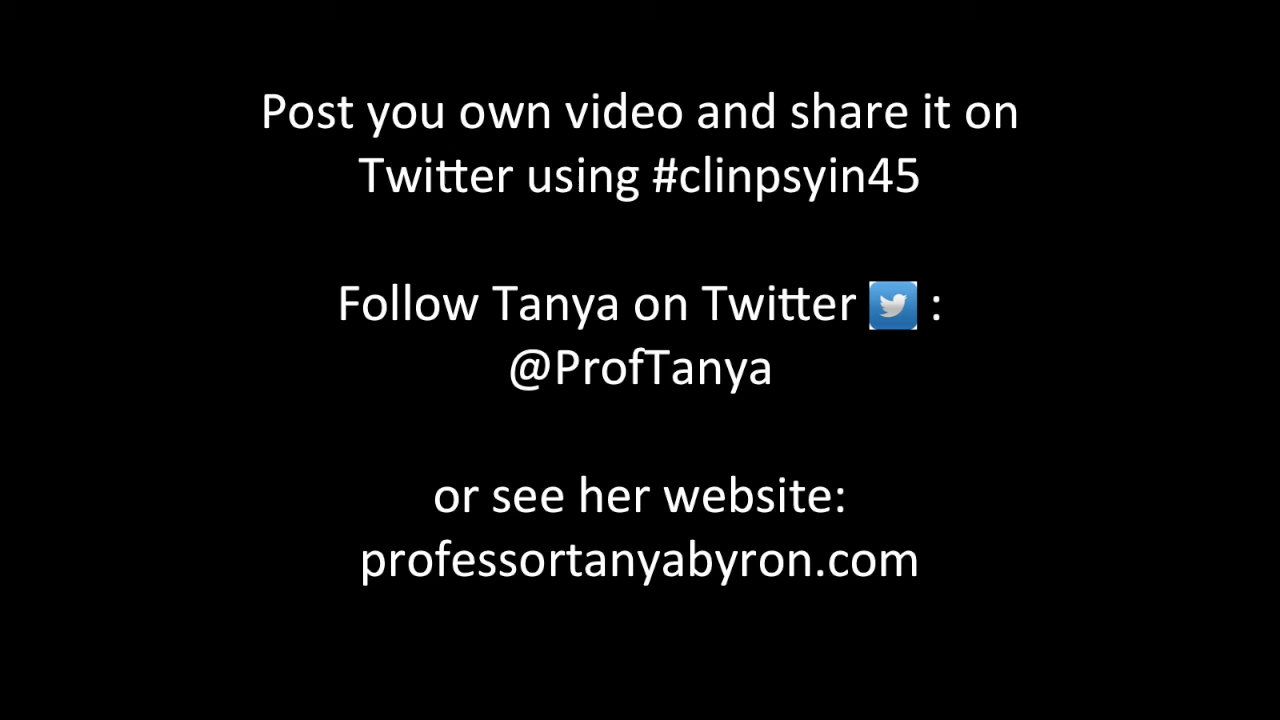 Post you own video and share it on
Twitter using #clinpsyin45
Follow Tanya on Twitter :
@ProfTanya
or see her website:
professortanyabyron.com